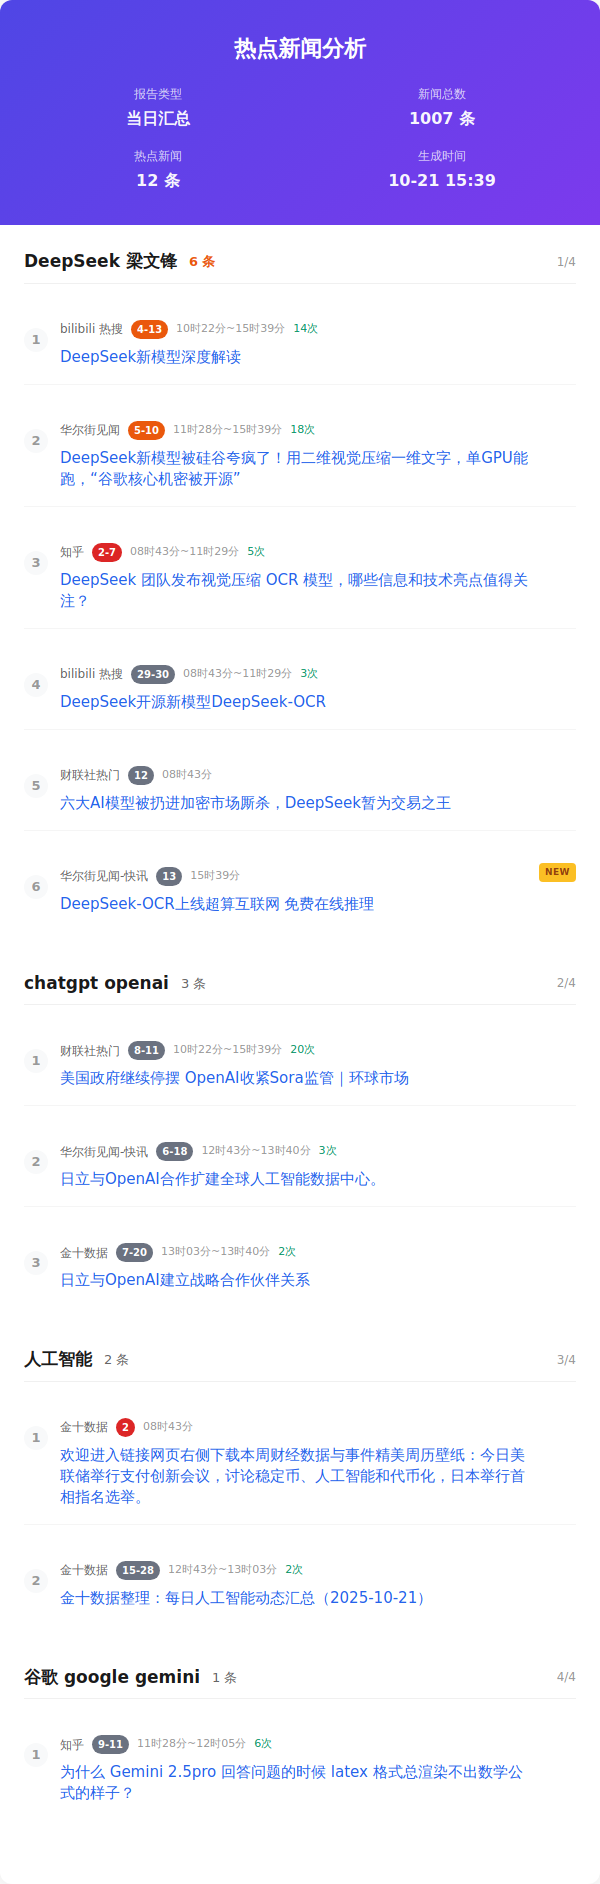 热点新闻分析
报告类型
新闻总数
当日汇总
1007 条
热点新闻
生成时间
12 条
10-21 15:39
DeepSeek 梁文锋 6 条 1/4
1
bilibili 热搜 4-13 10时22分~15时39分 14次
DeepSeek新模型深度解读
2
华尔街见闻 5-10 11时28分~15时39分 18次
DeepSeek新模型被硅谷夸疯了！用二维视觉压缩一维文字，单GPU能
跑，“谷歌核心机密被开源”
3
知乎 2-7 08时43分~11时29分 5次
DeepSeek 团队发布视觉压缩 OCR 模型，哪些信息和技术亮点值得关
注？
4
bilibili 热搜 29-30 08时43分~11时29分 3次
DeepSeek开源新模型DeepSeek-OCR
5
财联社热门 12 08时43分
六大AI模型被扔进加密市场厮杀，DeepSeek暂为交易之王
6
华尔街见闻-快讯 13 15时39分 NEW
DeepSeek-OCR上线超算互联网 免费在线推理
chatgpt openai 3 条 2/4
1
财联社热门 8-11 10时22分~15时39分 20次
美国政府继续停摆 OpenAI收紧Sora监管｜环球市场
2
华尔街见闻-快讯 6-18 12时43分~13时40分 3次
日立与OpenAI合作扩建全球人工智能数据中心。
3
金十数据 7-20 13时03分~13时40分 2次
日立与OpenAI建立战略合作伙伴关系
人工智能 2 条 3/4
1
金十数据 2 08时43分
欢迎进入链接网页右侧下载本周财经数据与事件精美周历壁纸：今日美
联储举行支付创新会议，讨论稳定币、人工智能和代币化，日本举行首
相指名选举。
2
金十数据 15-28 12时43分~13时03分 2次
金十数据整理：每日人工智能动态汇总（2025-10-21）
谷歌 google gemini 1 条 4/4
1
知乎 9-11 11时28分~12时05分 6次
为什么 Gemini 2.5pro 回答问题的时候 latex 格式总渲染不出数学公
式的样子？